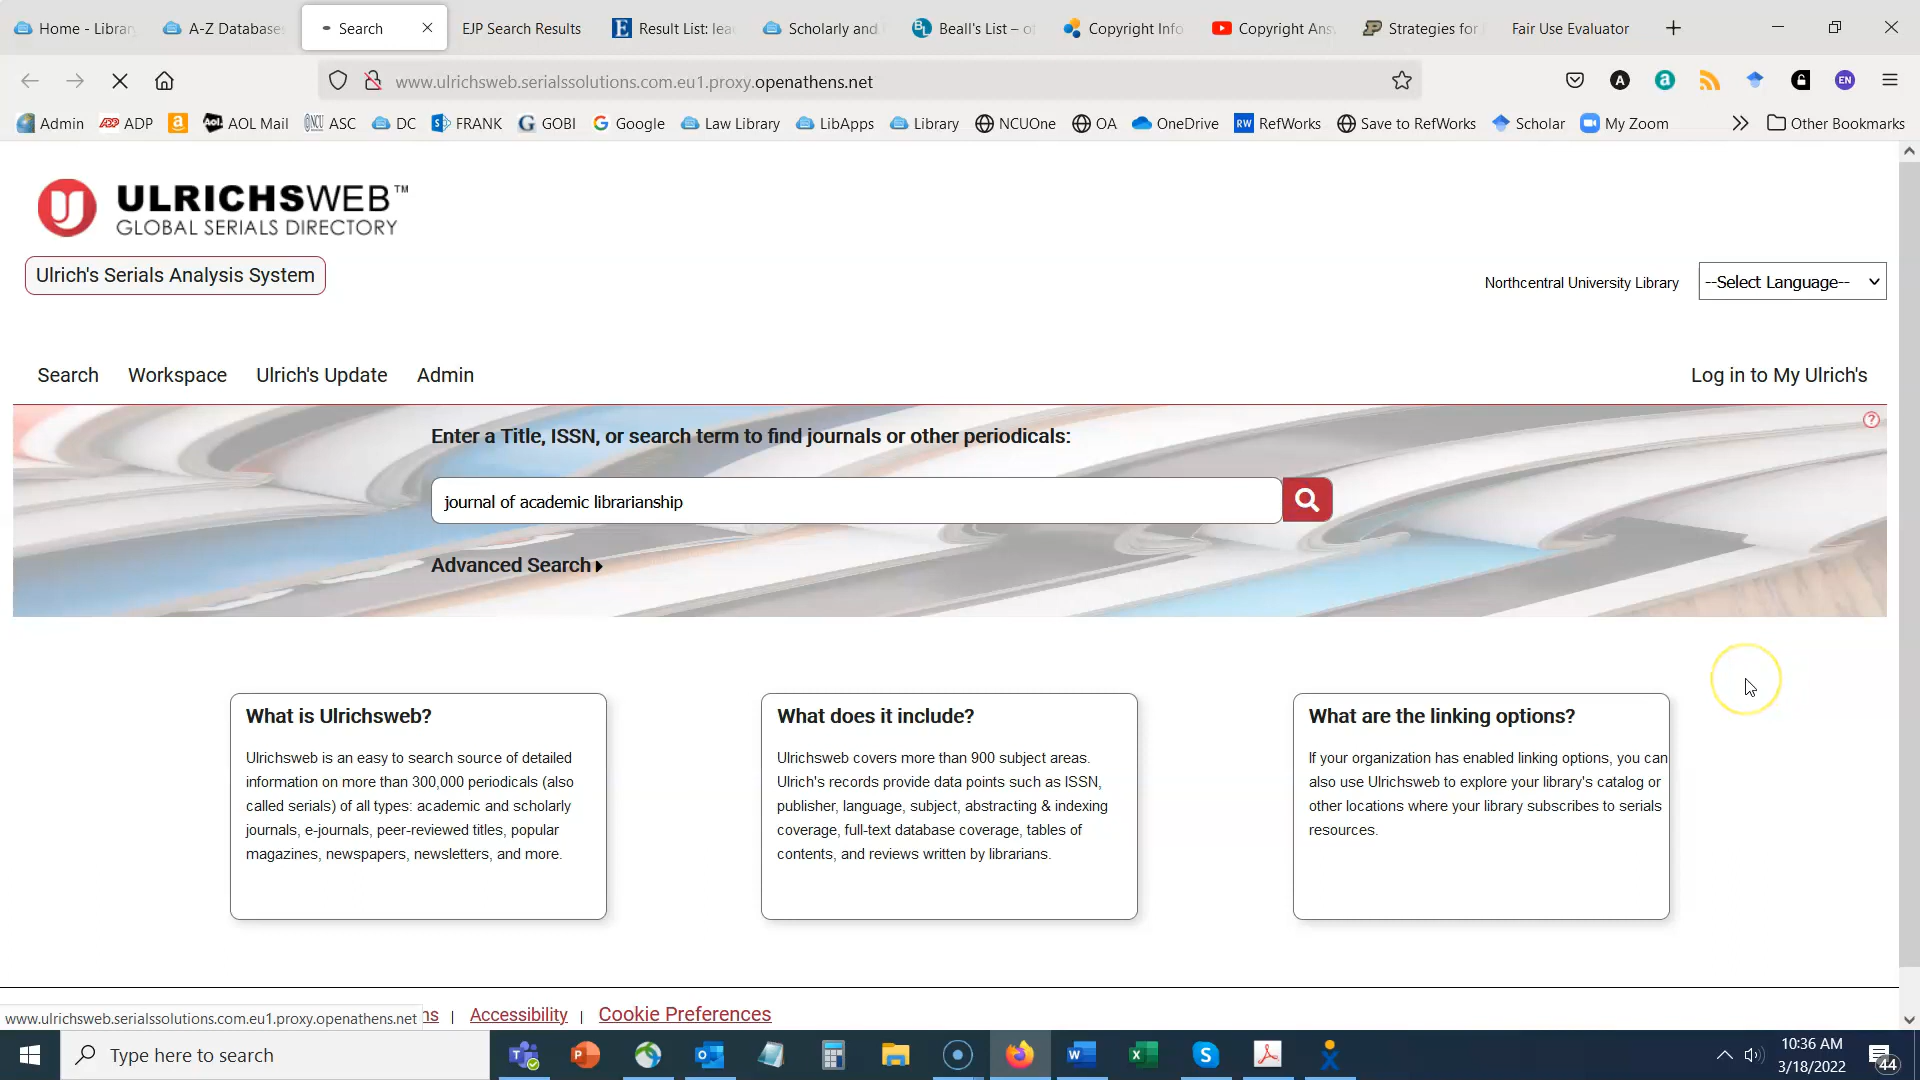 Home - Librar
A-Z Databases
Search
EJP Search Results
Result List: lea
Scholarly and
Beall's List – o
Copyright Info
Copyright Ans
Strategies for
Fair Use Evaluator
www.ulrichsweb.serialssolutions.com.eu1.proxy.openathens.net
EN
Admin
ADP
AOL Mail
ASC
DC
FRANK
GOBI
Google
Law Library
LibApps
Library
NCUOne
OA
OneDrive
RefWorks
Save to RefWorks
Scholar
My Zoom
Other Bookmarks
ULRICHSWEB™
GLOBAL SERIALS DIRECTORY
Ulrich's Serials Analysis System
Northcentral University Library
--Select Language--
Search
Workspace
Ulrich's Update
Admin
Log in to My Ulrich's
Enter a Title, ISSN, or search term to find journals or other periodicals:
journal of academic librarianship
Advanced Search
What is Ulrichsweb?
Ulrichsweb is an easy to search source of detailed
information on more than 300,000 periodicals (also
called serials) of all types: academic and scholarly
journals, e-journals, peer-reviewed titles, popular
magazines, newspapers, newsletters, and more.
What does it include?
Ulrichsweb covers more than 900 subject areas.
Ulrich's records provide data points such as ISSN,
publisher, language, subject, abstracting & indexing
coverage, full-text database coverage, tables of
contents, and reviews written by librarians.
What are the linking options?
If your organization has enabled linking options, you can
also use Ulrichsweb to explore your library's catalog or
other locations where your library subscribes to serials
resources.
www.ulrichsweb.serialssolutions.com.eu1.proxy.openathens.net
ns | Accessibility | Cookie Preferences
Type here to search
10:36 AM
3/18/2022
44